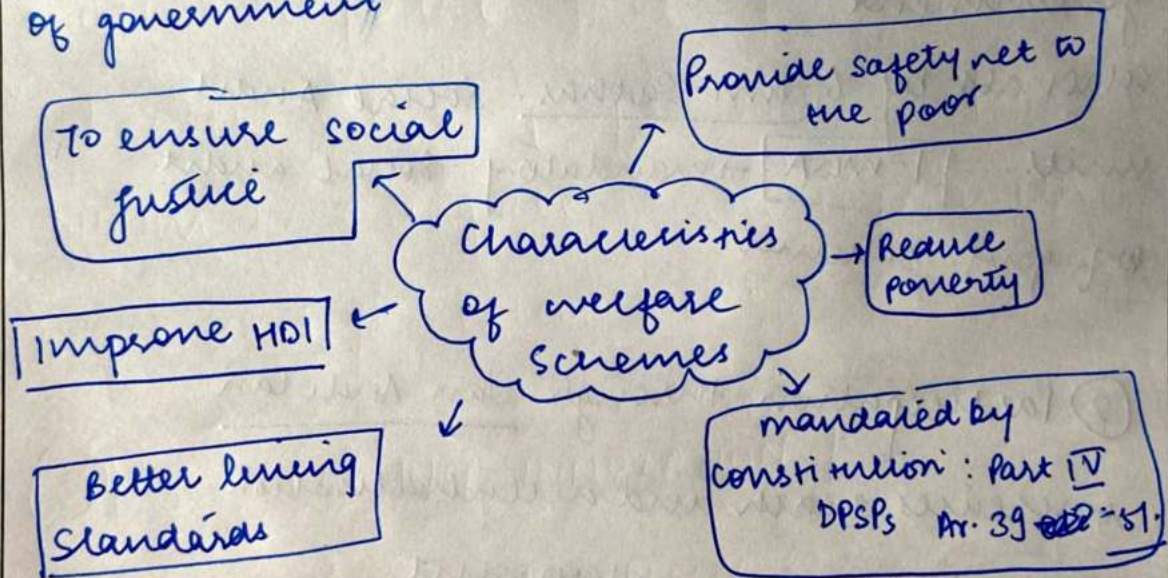 of government
Provide safety net to
the poor
To ensure social
justice
Characteristics
of welfare
Schemes
Reduce
poverty
Improve HDI
Better living
Standards
mandated by
constitution : Part IV
DPSPs Ar. 39 - 51.